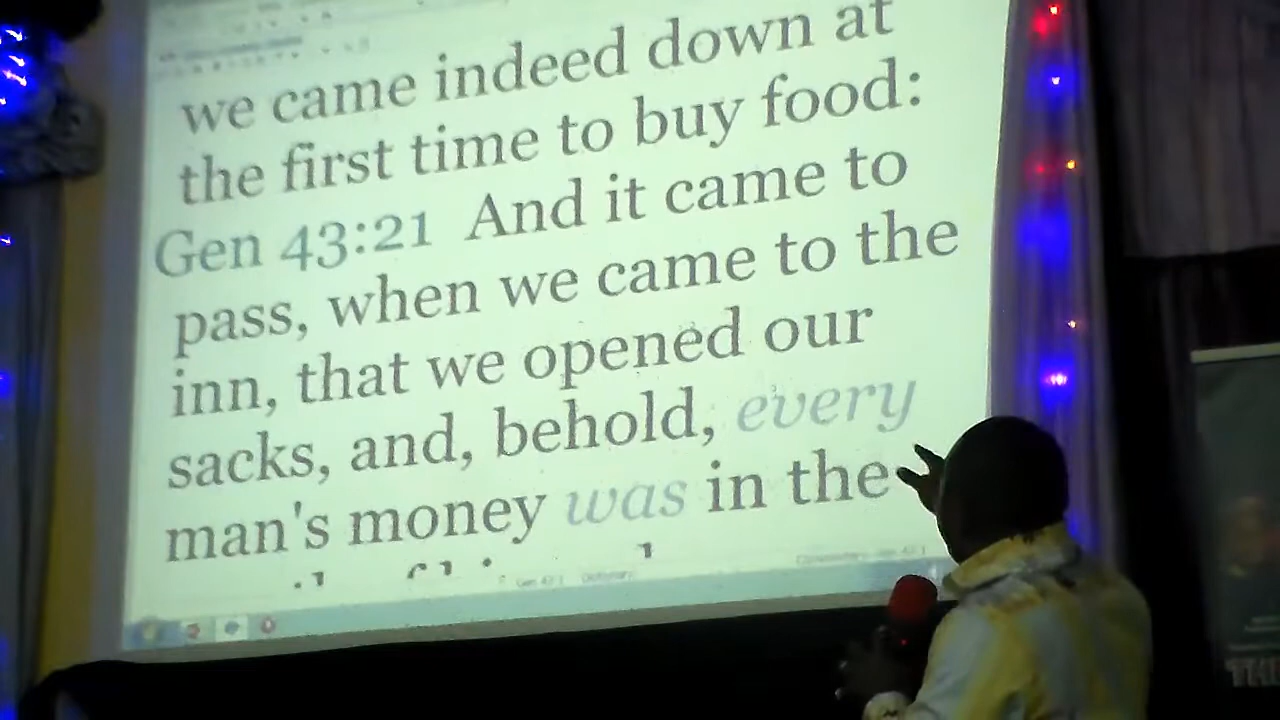 we came indeed down at
the first time to buy food:
Gen 43:21 And it came to
pass, when we came to the
inn, that we opened our
sacks, and, behold, every
man's money was in the